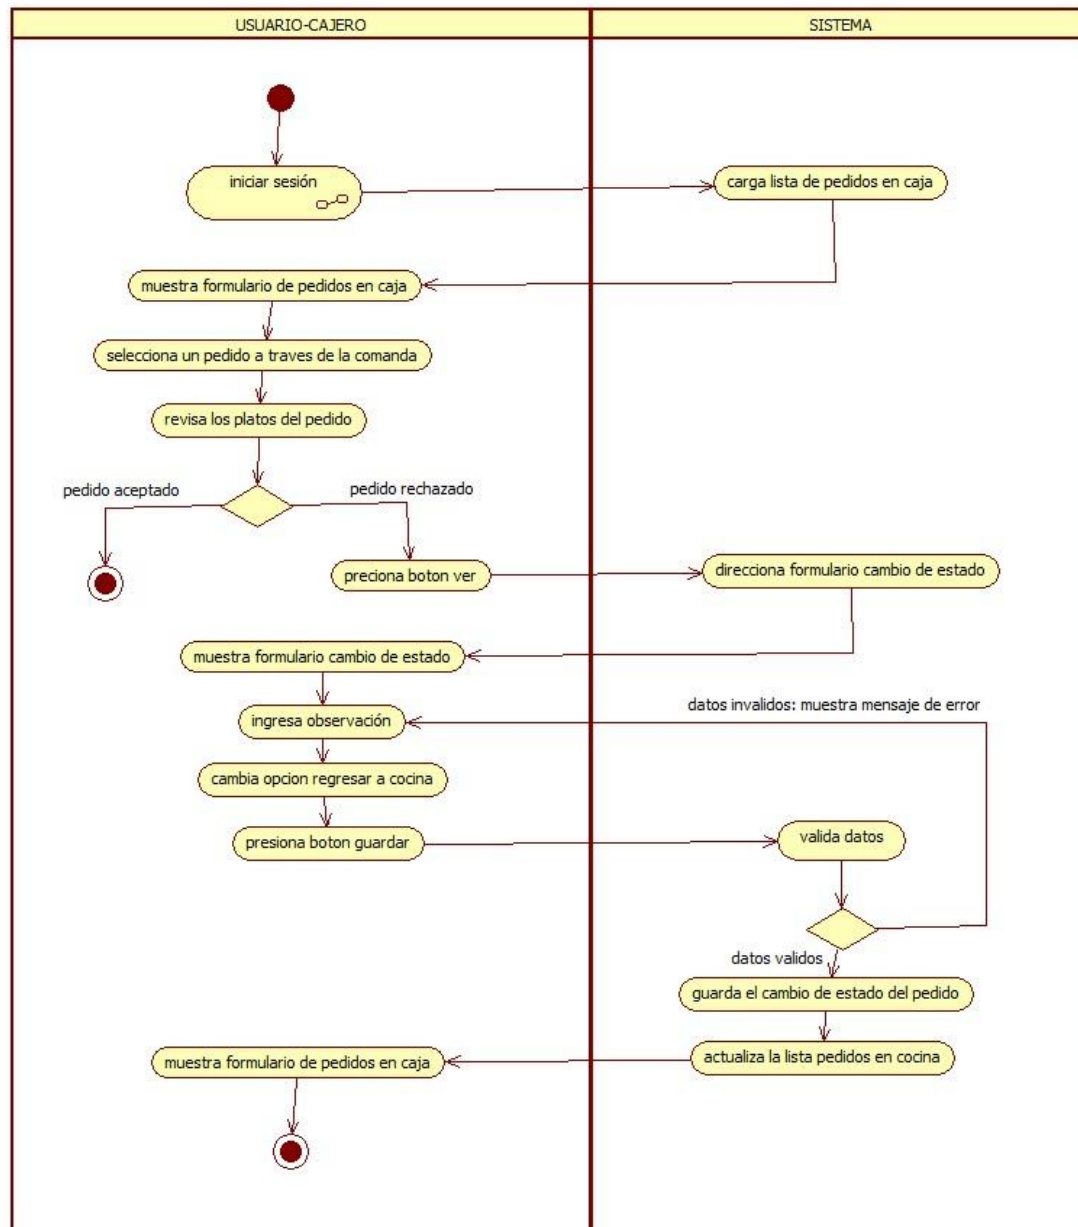 USUARIO-CAJERO
SISTEMA
iniciar sesión
carga lista de pedidos en caja
muestra formulario de pedidos en caja
selecciona un pedido a traves de la comanda
revisa los platos del pedido
pedido aceptado
pedido rechazado
preciona boton ver
direcciona formulario cambio de estado
muestra formulario cambio de estado
datos invalidos: muestra mensaje de error
ingresa observación
cambia opcion regresar a cocina
presiona boton guardar
valida datos
datos validos
guarda el cambio de estado del pedido
actualiza la lista pedidos en cocina
muestra formulario de pedidos en caja